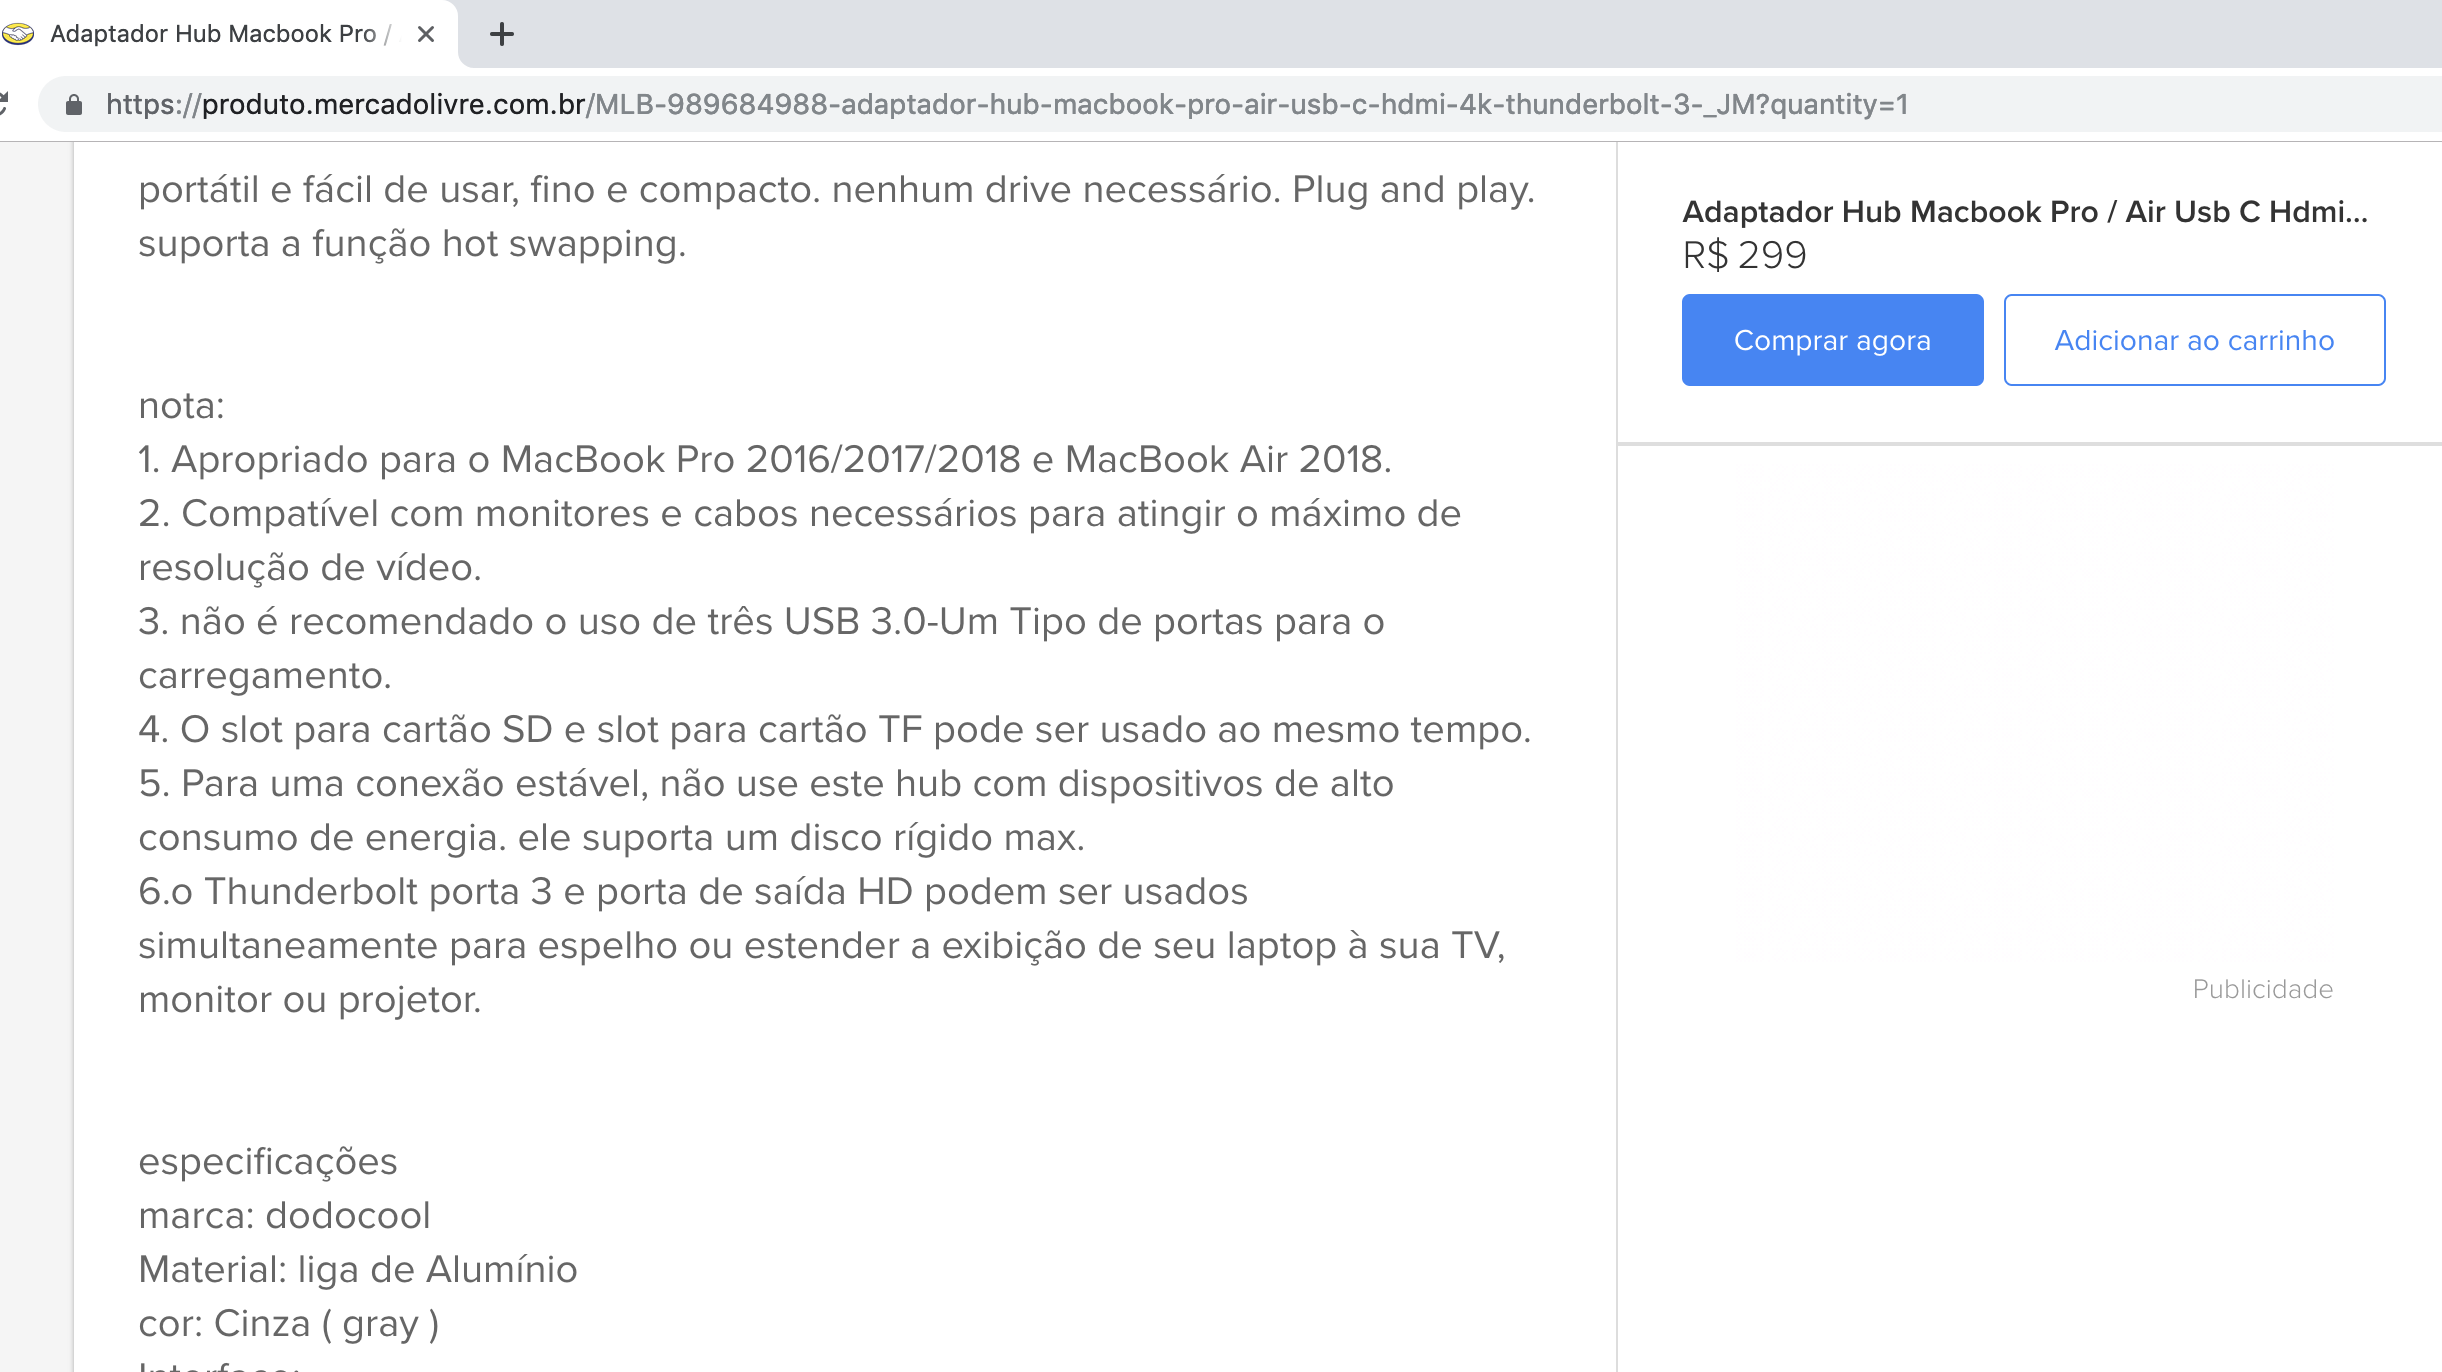 Adaptador Hub Macbook Pro /
https://produto.mercadolivre.com.br/MLB-989684988-adaptador-hub-macbook-pro-air-usb-c-hdmi-4k-thunderbolt-3-_JM?quantity=1
portátil e fácil de usar, fino e compacto. nenhum drive necessário. Plug and play.
suporta a função hot swapping.
nota:
1. Apropriado para o MacBook Pro 2016/2017/2018 e MacBook Air 2018.
2. Compatível com monitores e cabos necessários para atingir o máximo de
resolução de vídeo.
3. não é recomendado o uso de três USB 3.0-Um Tipo de portas para o
carregamento.
4. O slot para cartão SD e slot para cartão TF pode ser usado ao mesmo tempo.
5. Para uma conexão estável, não use este hub com dispositivos de alto
consumo de energia. ele suporta um disco rígido max.
6.o Thunderbolt porta 3 e porta de saída HD podem ser usados
simultaneamente para espelho ou estender a exibição de seu laptop à sua TV,
monitor ou projetor.
especificações
marca: dodocool
Material: liga de Alumínio
cor: Cinza ( gray )
Adaptador Hub Macbook Pro / Air Usb C Hdmi...
R$ 299
Comprar agora
Adicionar ao carrinho
Publicidade